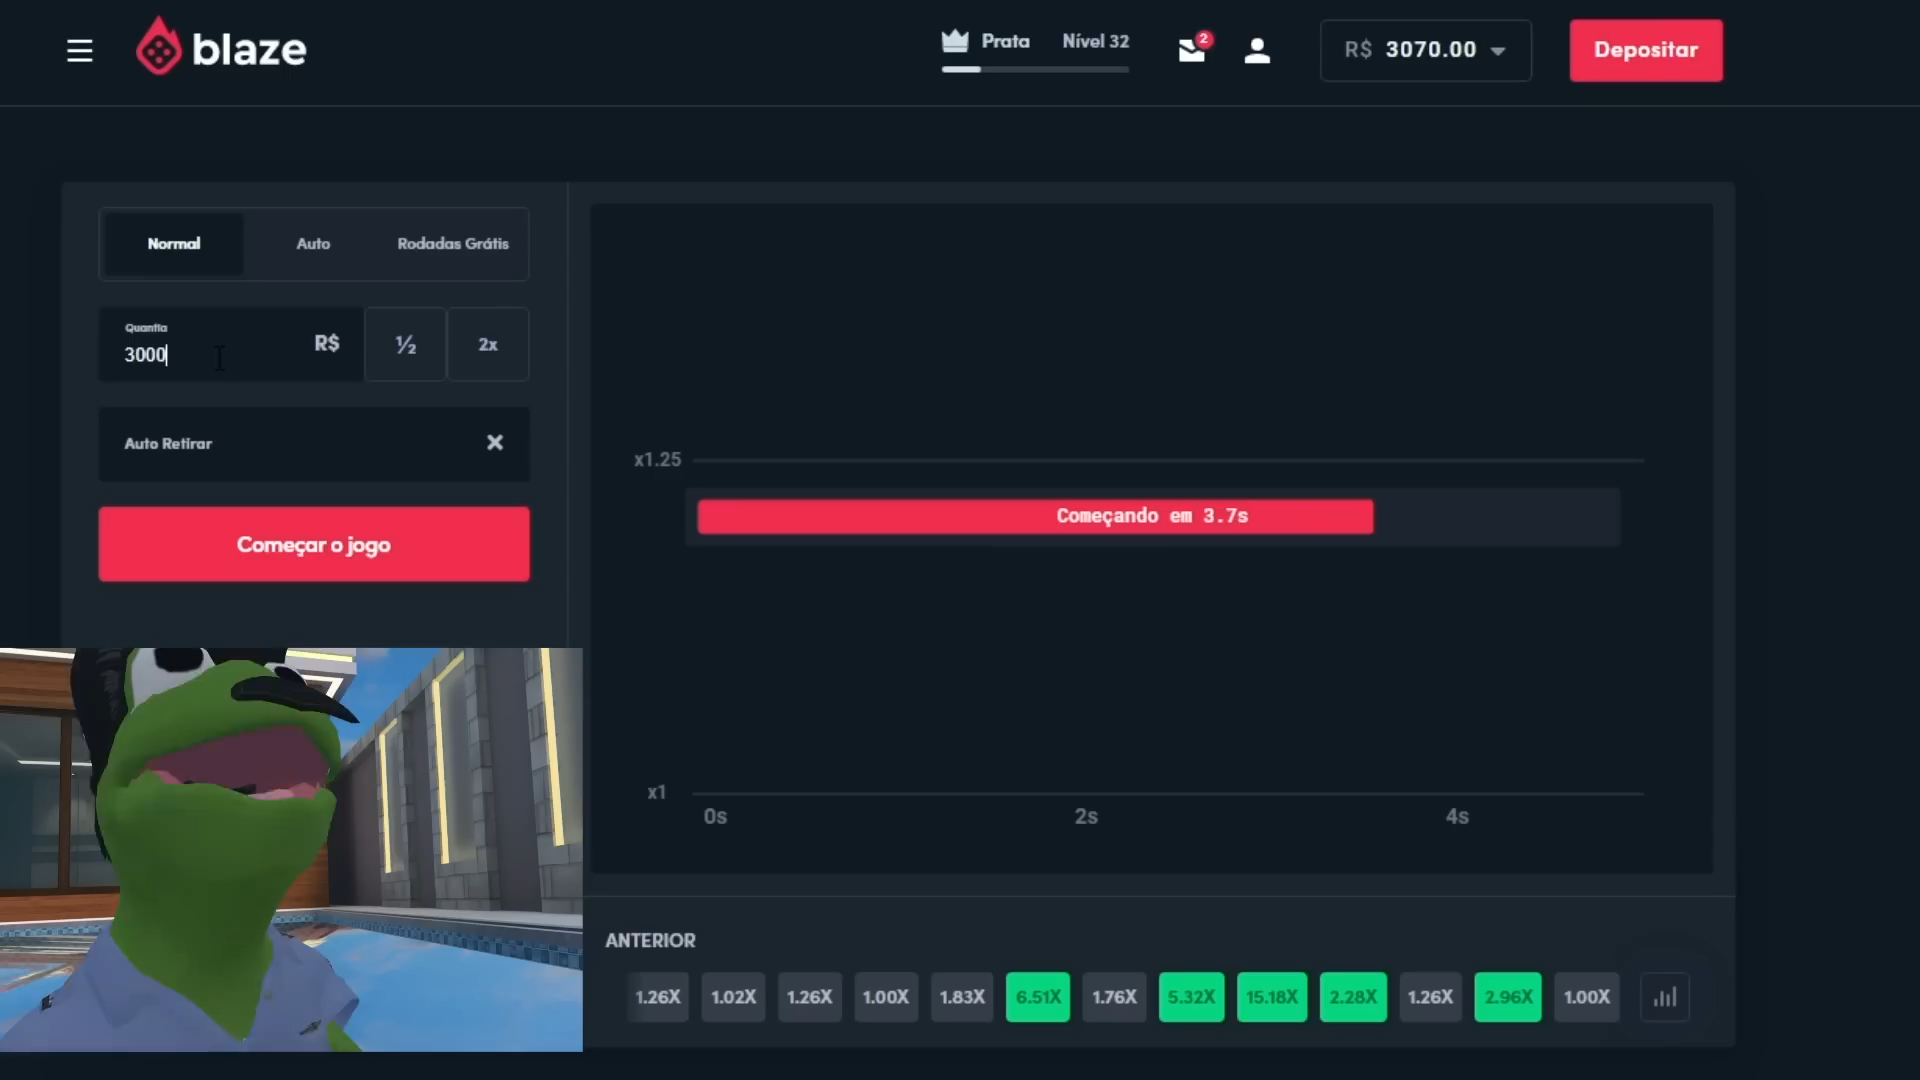 blaze
Prata Nível 32
2
R$ 3070.00
Depositar
Normal Auto Rodadas Grátis
Quantia
3000 R$ ½ 2x
Auto Retirar
Começar o jogo
x1.25
Começando em 3.7s
x1
0s 2s 4s
ANTERIOR
1.26X 1.02X 1.26X 1.00X 1.83X 6.51X 1.76X 5.32X 15.18X 2.28X 1.26X 2.96X 1.00X